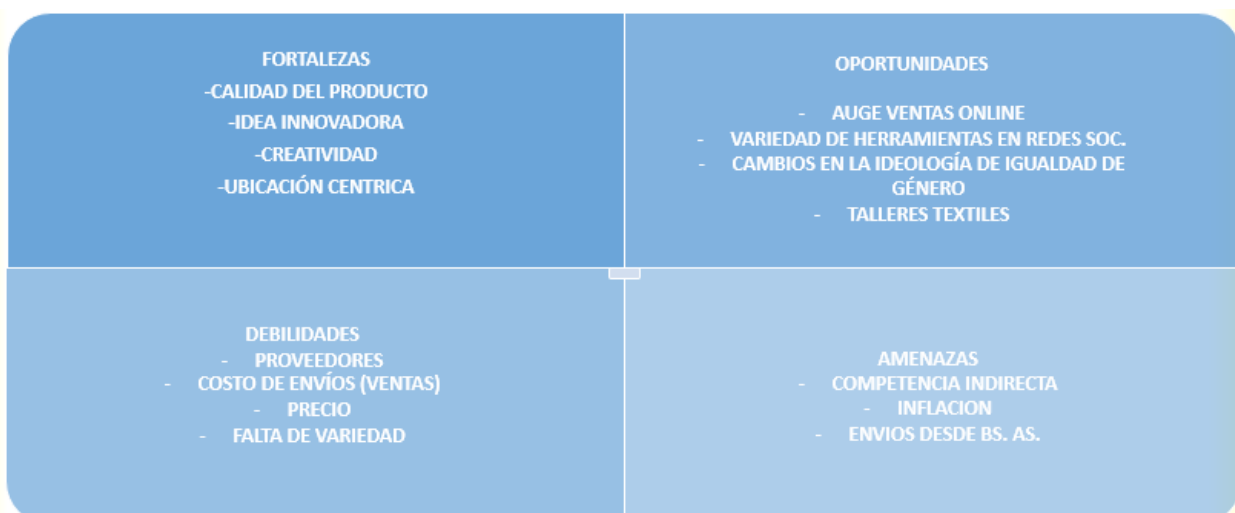 FORTALEZAS
-CALIDAD DEL PRODUCTO
-IDEA INNOVADORA
-CREATIVIDAD
-UBICACIÓN CENTRICA
OPORTUNIDADES
- AUGE VENTAS ONLINE
- VARIEDAD DE HERRAMIENTAS EN REDES SOC.
- CAMBIOS EN LA IDEOLOGÍA DE IGUALDAD DE
GÉNERO
- TALLERES TEXTILES
DEBILIDADES
- PROVEEDORES
- COSTO DE ENVÍOS (VENTAS)
- PRECIO
- FALTA DE VARIEDAD
AMENAZAS
- COMPETENCIA INDIRECTA
- INFLACION
- ENVIOS DESDE BS. AS.